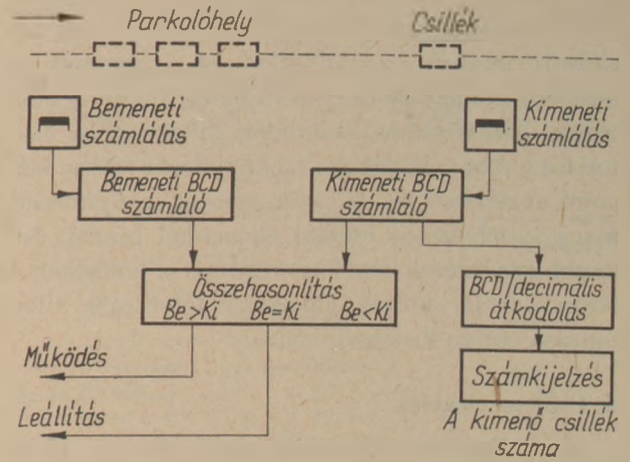 Parkolóhely
Csillék
Bemeneti
számlálás
Kimeneti
számlálás
Bemeneti BCD
számláló
Kimeneti BCD
számláló
Összehasonlítás
Be>Ki Be=Ki Be<Ki
BCD/decimális
átkódolás
Működés
Leállítás
Számkijelzés
A kimenő csillék
száma